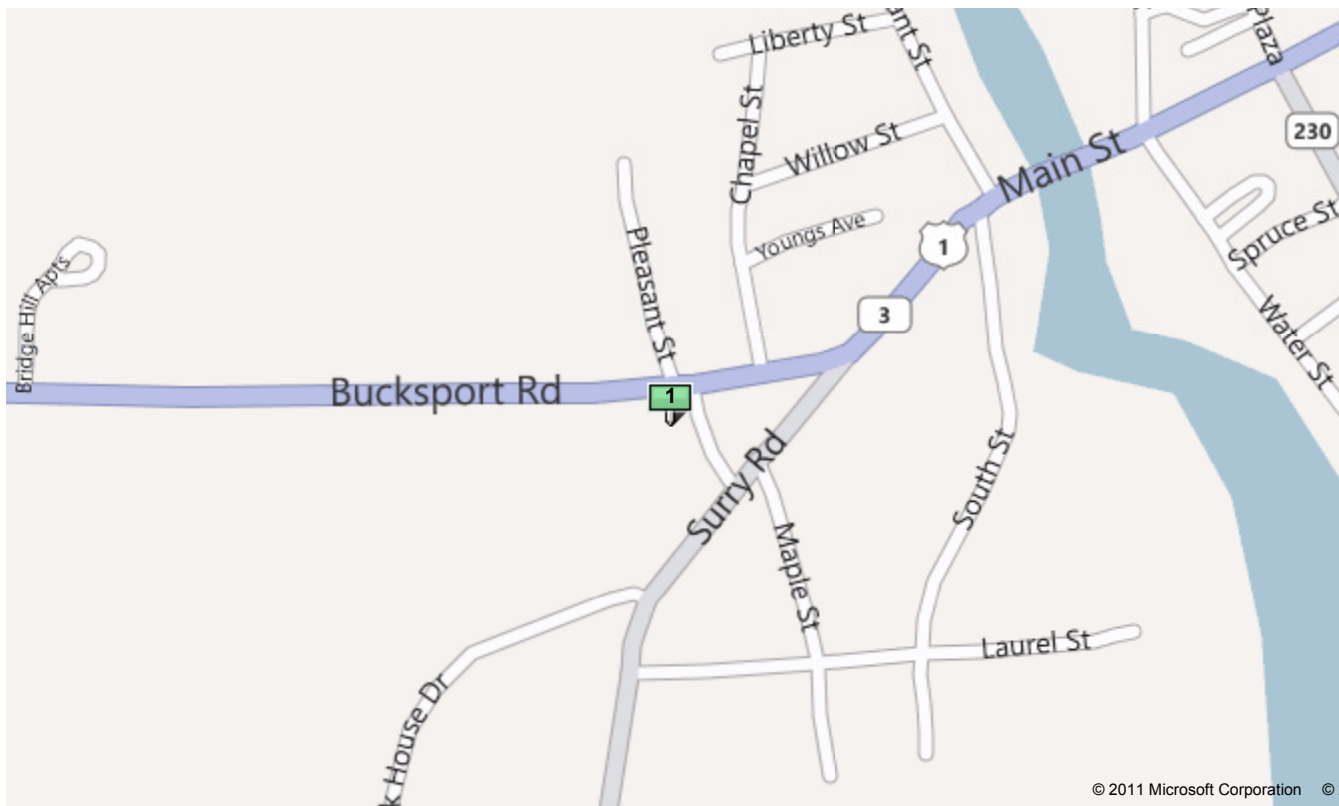 Liberty St
nt St
Plaza
230
Chapel St
Willow St
Main St
Pleasant St
Youngs Ave
1
Spruce St
3
Bridge Hill Apts
Water St
Bucksport Rd
1
Surry Rd
South St
Maple St
Laurel St
k House Dr
© 2011 Microsoft Corporation ©